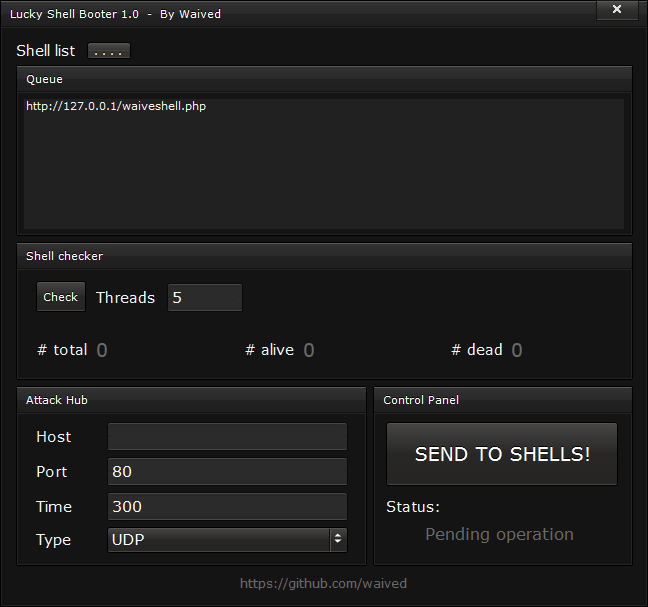 Lucky Shell Booter 1.0 - By Waived
Shell list ....
Queue
http://127.0.0.1/waiveshell.php
Shell checker
Check Threads 5
# total 0 # alive 0 # dead 0
Attack Hub
Host
Port 80
Time 300
Type UDP
Control Panel
SEND TO SHELLS!
Status:
Pending operation
https://github.com/waived